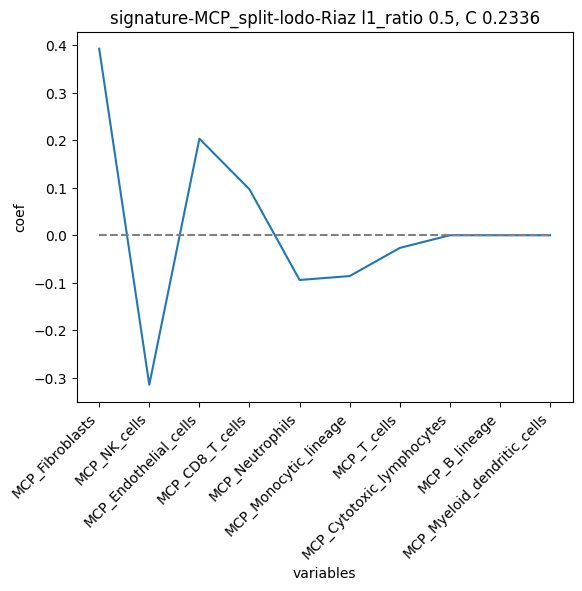 signature-MCP_split-lodo-Riaz l1_ratio 0.5, C 0.2336
coef
0.4
0.3
0.2
0.1
0.0
−0.1
−0.2
−0.3
MCP_Fibroblasts
MCP_NK_cells
MCP_Endothelial_cells
MCP_CD8_T_cells
MCP_Neutrophils
MCP_Monocytic_lineage
MCP_T_cells
MCP_Cytotoxic_lymphocytes
MCP_B_lineage
MCP_Myeloid_dendritic_cells
variables